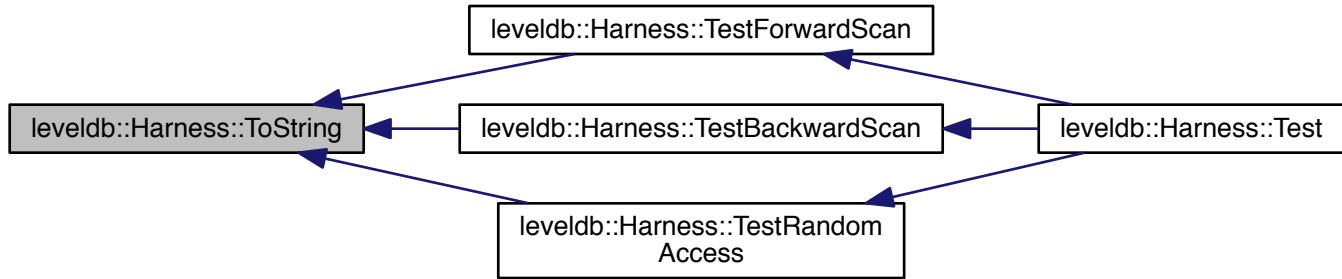 leveldb::Harness::TestForwardScan
leveldb::Harness::ToString
leveldb::Harness::TestBackwardScan
leveldb::Harness::Test
leveldb::Harness::TestRandom
Access